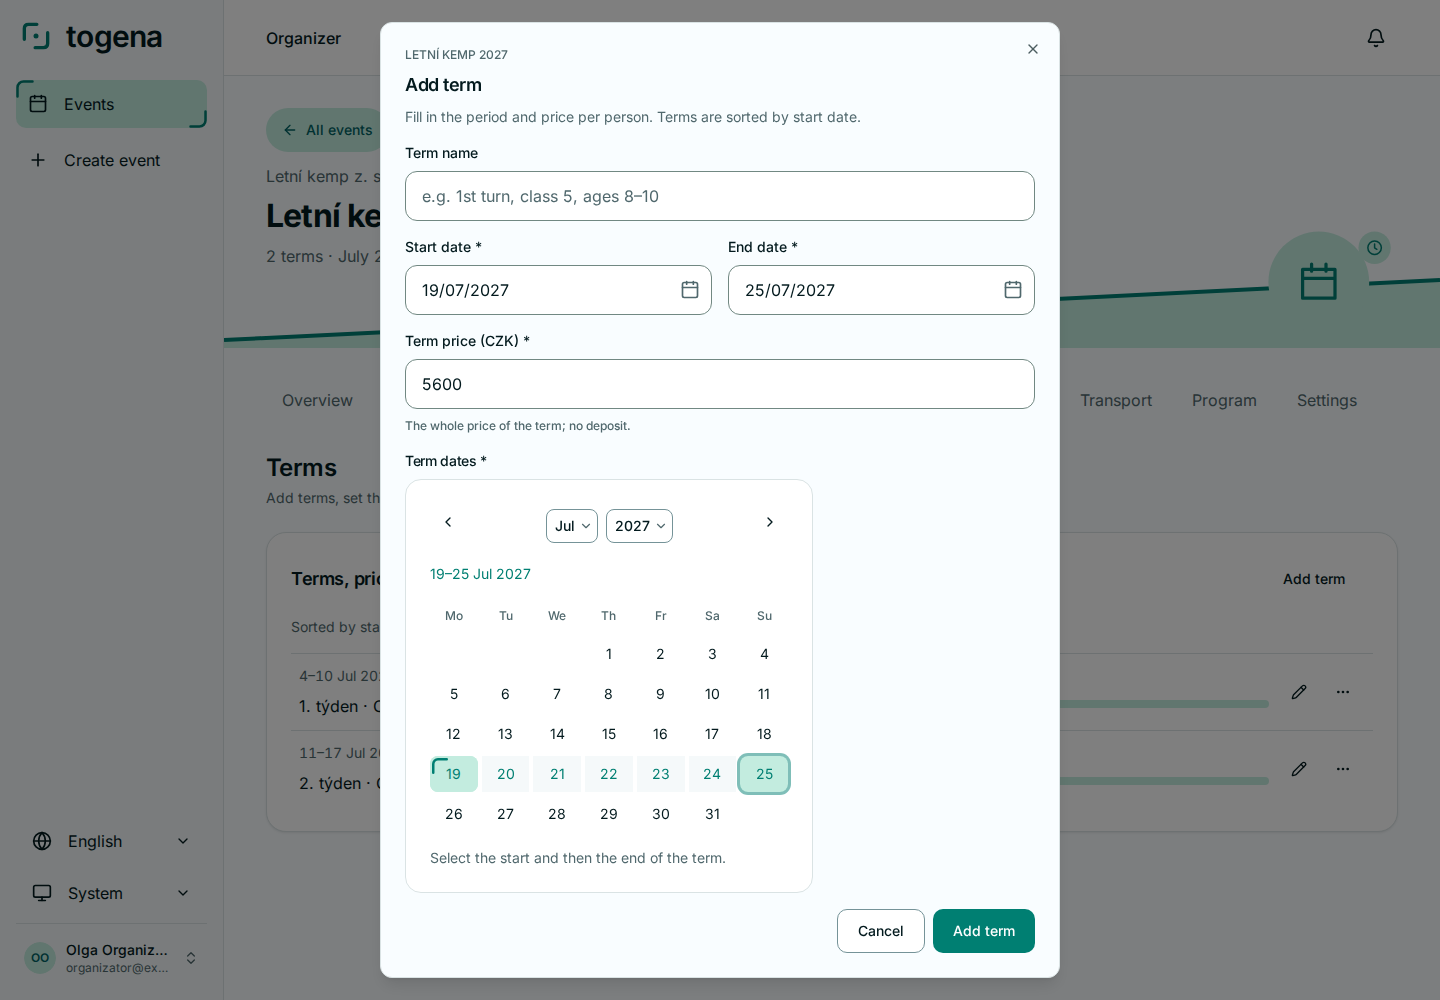 togena
Organizer
Events
Create event
All events
Letní kemp z. s
Letní ke
2 terms · July 2
Overview
Transport
Program
Settings
Terms
Add terms, set th
Terms, pric
Add term
Sorted by sta
4–10 Jul 20
1. týden ·
11–17 Jul 2
2. týden ·
English
System
OO
Olga Organiz...
organizator@ex...
LETNÍ KEMP 2027
Add term
Fill in the period and price per person. Terms are sorted by start date.
Term name
e.g. 1st turn, class 5, ages 8–10
Start date * End date *
19/07/2027 25/07/2027
Term price (CZK) *
5600
The whole price of the term; no deposit.
Term dates *
Jul 2027
19–25 Jul 2027
Mo Tu We Th Fr Sa Su
1 2 3 4
5 6 7 8 9 10 11
12 13 14 15 16 17 18
19 20 21 22 23 24 25
26 27 28 29 30 31
Select the start and then the end of the term.
Cancel Add term